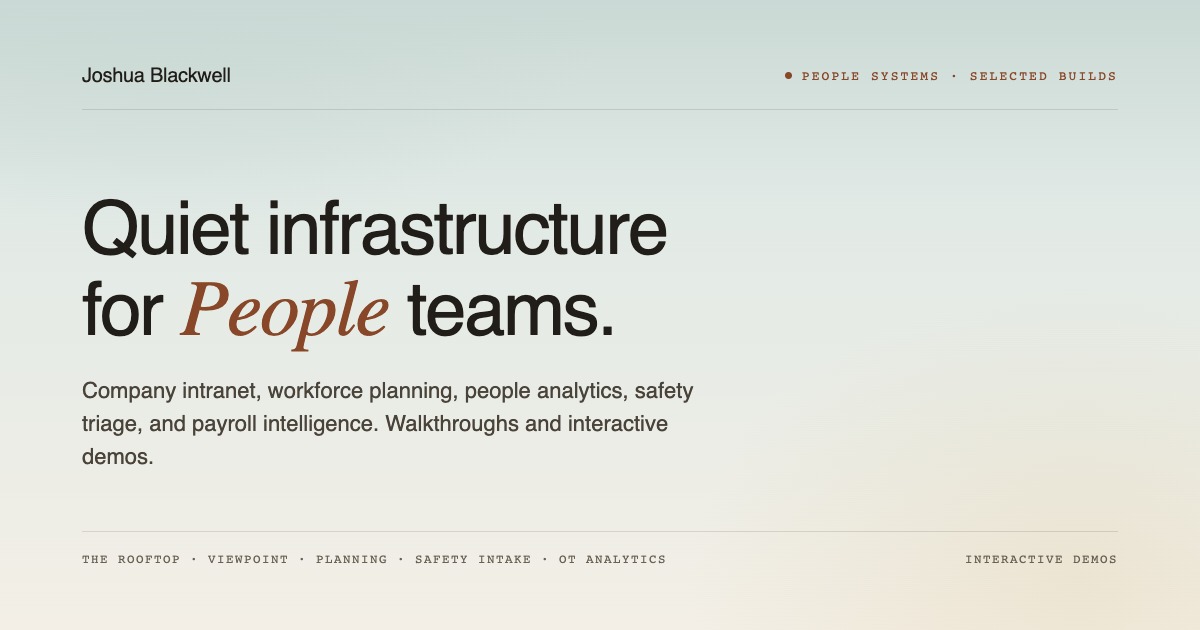 Joshua Blackwell
PEOPLE SYSTEMS · SELECTED BUILDS
Quiet infrastructure
for People teams.
Company intranet, workforce planning, people analytics, safety
triage, and payroll intelligence. Walkthroughs and interactive
demos.
THE ROOFTOP · VIEWPOINT · PLANNING · SAFETY INTAKE · OT ANALYTICS
INTERACTIVE DEMOS